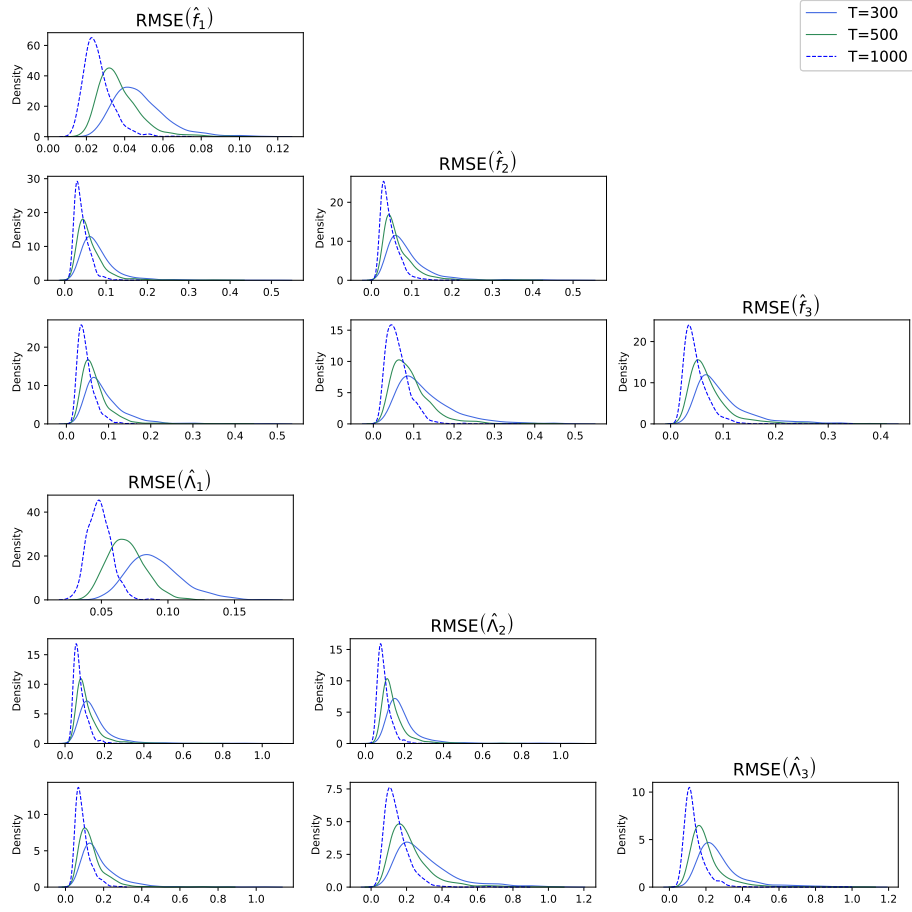 T=300
T=500
T=1000
RMSE(f̂₁)
Density
60
40
20
0
0.00 0.02 0.04 0.06 0.08 0.10 0.12
RMSE(f̂₂)
Density
30
20
10
0
0.0 0.1 0.2 0.3 0.4 0.5
Density
20
10
0
0.0 0.1 0.2 0.3 0.4 0.5
RMSE(f̂₃)
Density
20
10
0
0.0 0.1 0.2 0.3 0.4 0.5
Density
15
10
5
0
0.0 0.1 0.2 0.3 0.4 0.5
Density
20
10
0
0.0 0.1 0.2 0.3 0.4
RMSE(Λ̂₁)
Density
40
20
0
0.05 0.10 0.15
RMSE(Λ̂₂)
Density
15
10
5
0
0.0 0.2 0.4 0.6 0.8 1.0
Density
15
10
5
0
0.0 0.2 0.4 0.6 0.8 1.0
RMSE(Λ̂₃)
Density
10
5
0
0.0 0.2 0.4 0.6 0.8 1.0
Density
7.5
5.0
2.5
0.0
0.0 0.2 0.4 0.6 0.8 1.0 1.2
Density
10
5
0
0.0 0.2 0.4 0.6 0.8 1.0 1.2